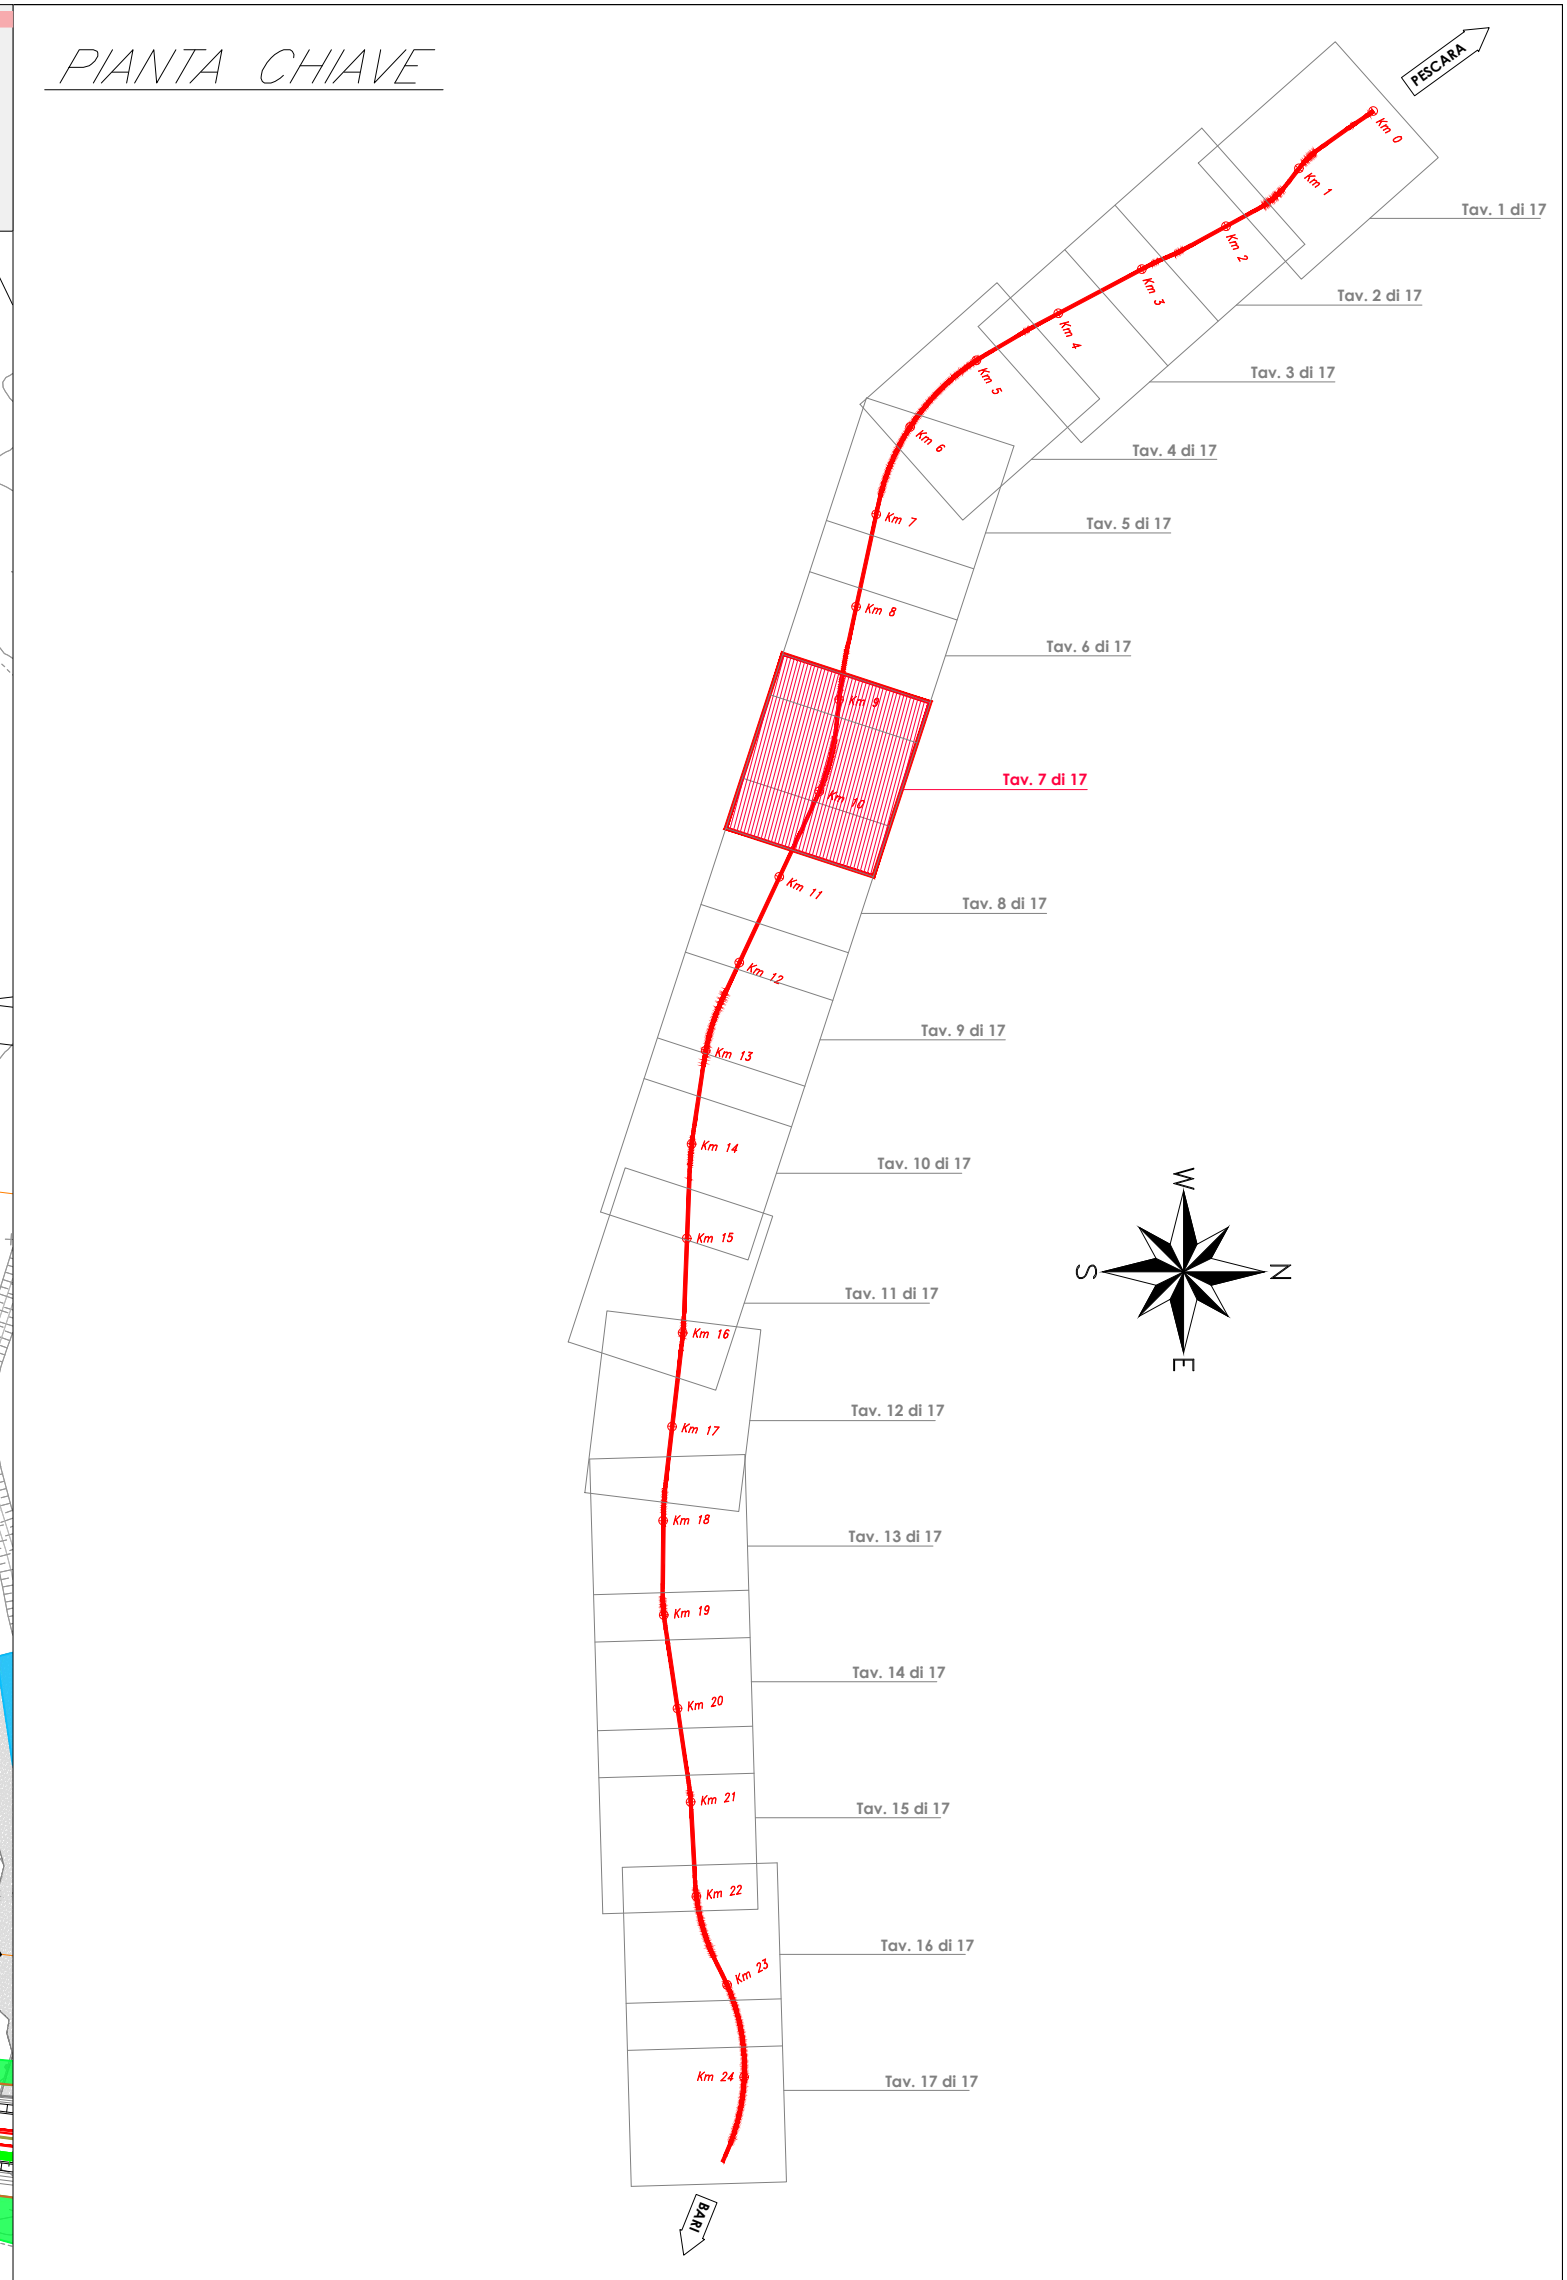 PIANTA CHIAVE
PESCARA
Km 0
Km 1
Tav. 1 di 17
Km 2
Km 3
Tav. 2 di 17
Km 4
Km 5
Tav. 3 di 17
Km 6
Tav. 4 di 17
Km 7
Tav. 5 di 17
Km 8
Tav. 6 di 17
Km 9
Tav. 7 di 17
Km 10
Km 11
Tav. 8 di 17
Km 12
Tav. 9 di 17
Km 13
Km 14
Tav. 10 di 17
W
Km 15
S
N
Tav. 11 di 17
Km 16
E
Tav. 12 di 17
Km 17
Km 18
Tav. 13 di 17
Km 19
Tav. 14 di 17
Km 20
Km 21
Tav. 15 di 17
Km 22
Tav. 16 di 17
Km 23
Km 24
Tav. 17 di 17
BARI